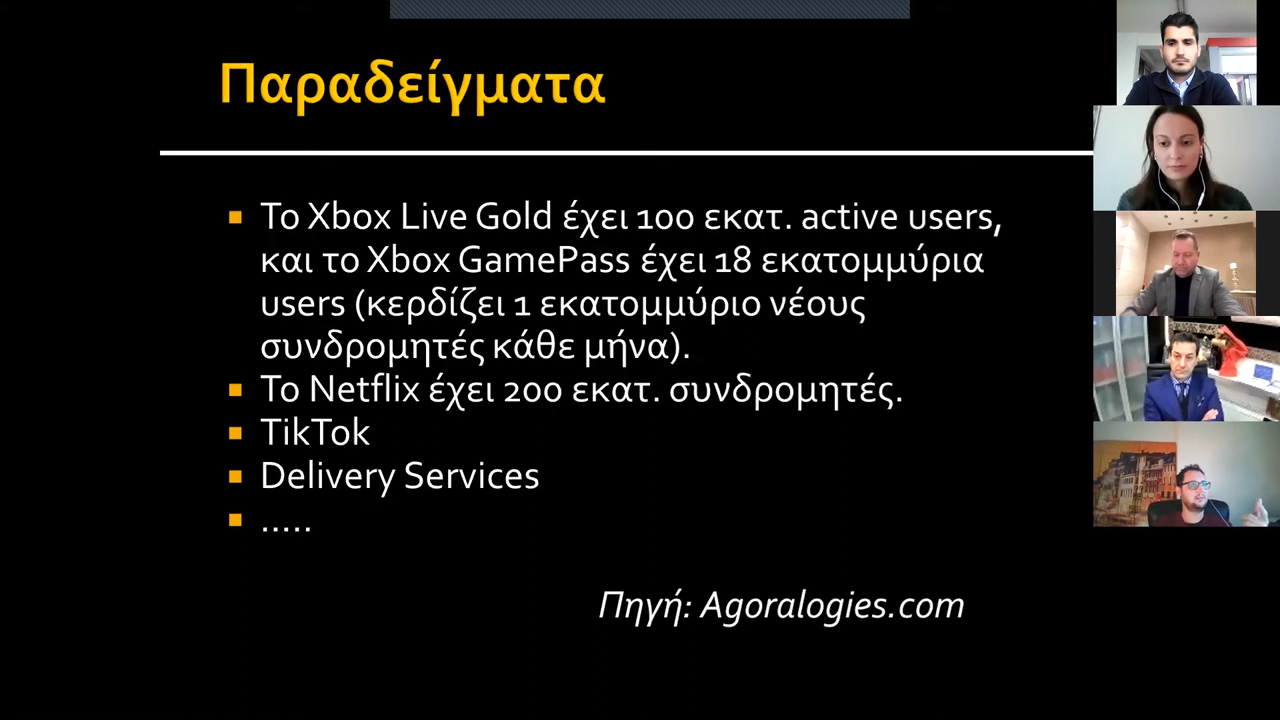 Παραδείγματα
Το Xbox Live Gold έχει 100 εκατ. active users,
και το Xbox GamePass έχει 18 εκατομμύρια
users (κερδίζει 1 εκατομμύριο νέους
συνδρομητές κάθε μήνα).
Το Netflix έχει 200 εκατ. συνδρομητές.
TikTok
Delivery Services
.....
Πηγή: Agoralogies.com